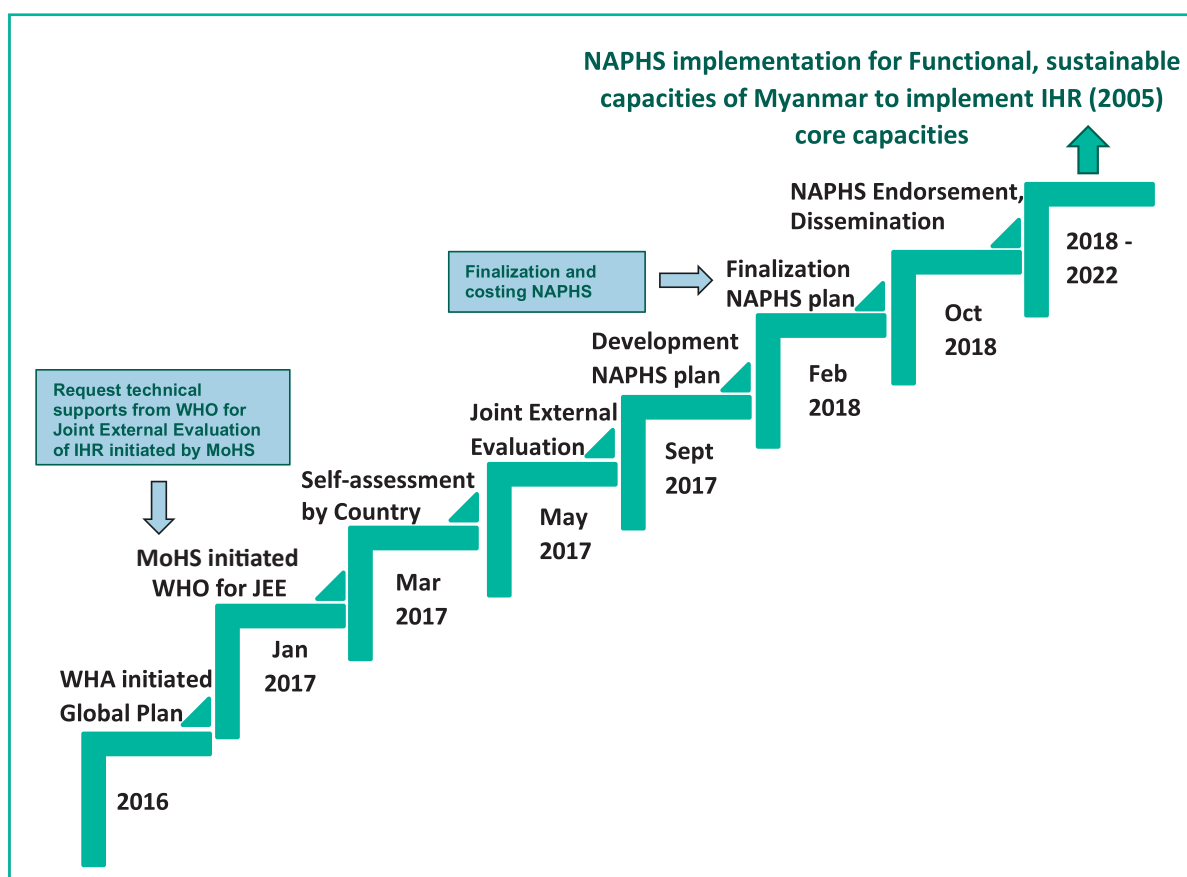 NAPHS implementation for Functional, sustainable
capacities of Myanmar to implement IHR (2005)
core capacities
NAPHS Endorsement,
Dissemination
2018 -
2022
Finalization and
costing NAPHS
Finalization
NAPHS plan
Oct
2018
Development
NAPHS plan
Feb
2018
Request technical
supports from WHO for
Joint External Evaluation
of IHR initiated by MoHS
Joint External
Evaluation
Sept
2017
Self-assessment
by Country
May
2017
MoHS initiated
WHO for JEE
Mar
2017
WHA initiated
Global Plan
Jan
2017
2016